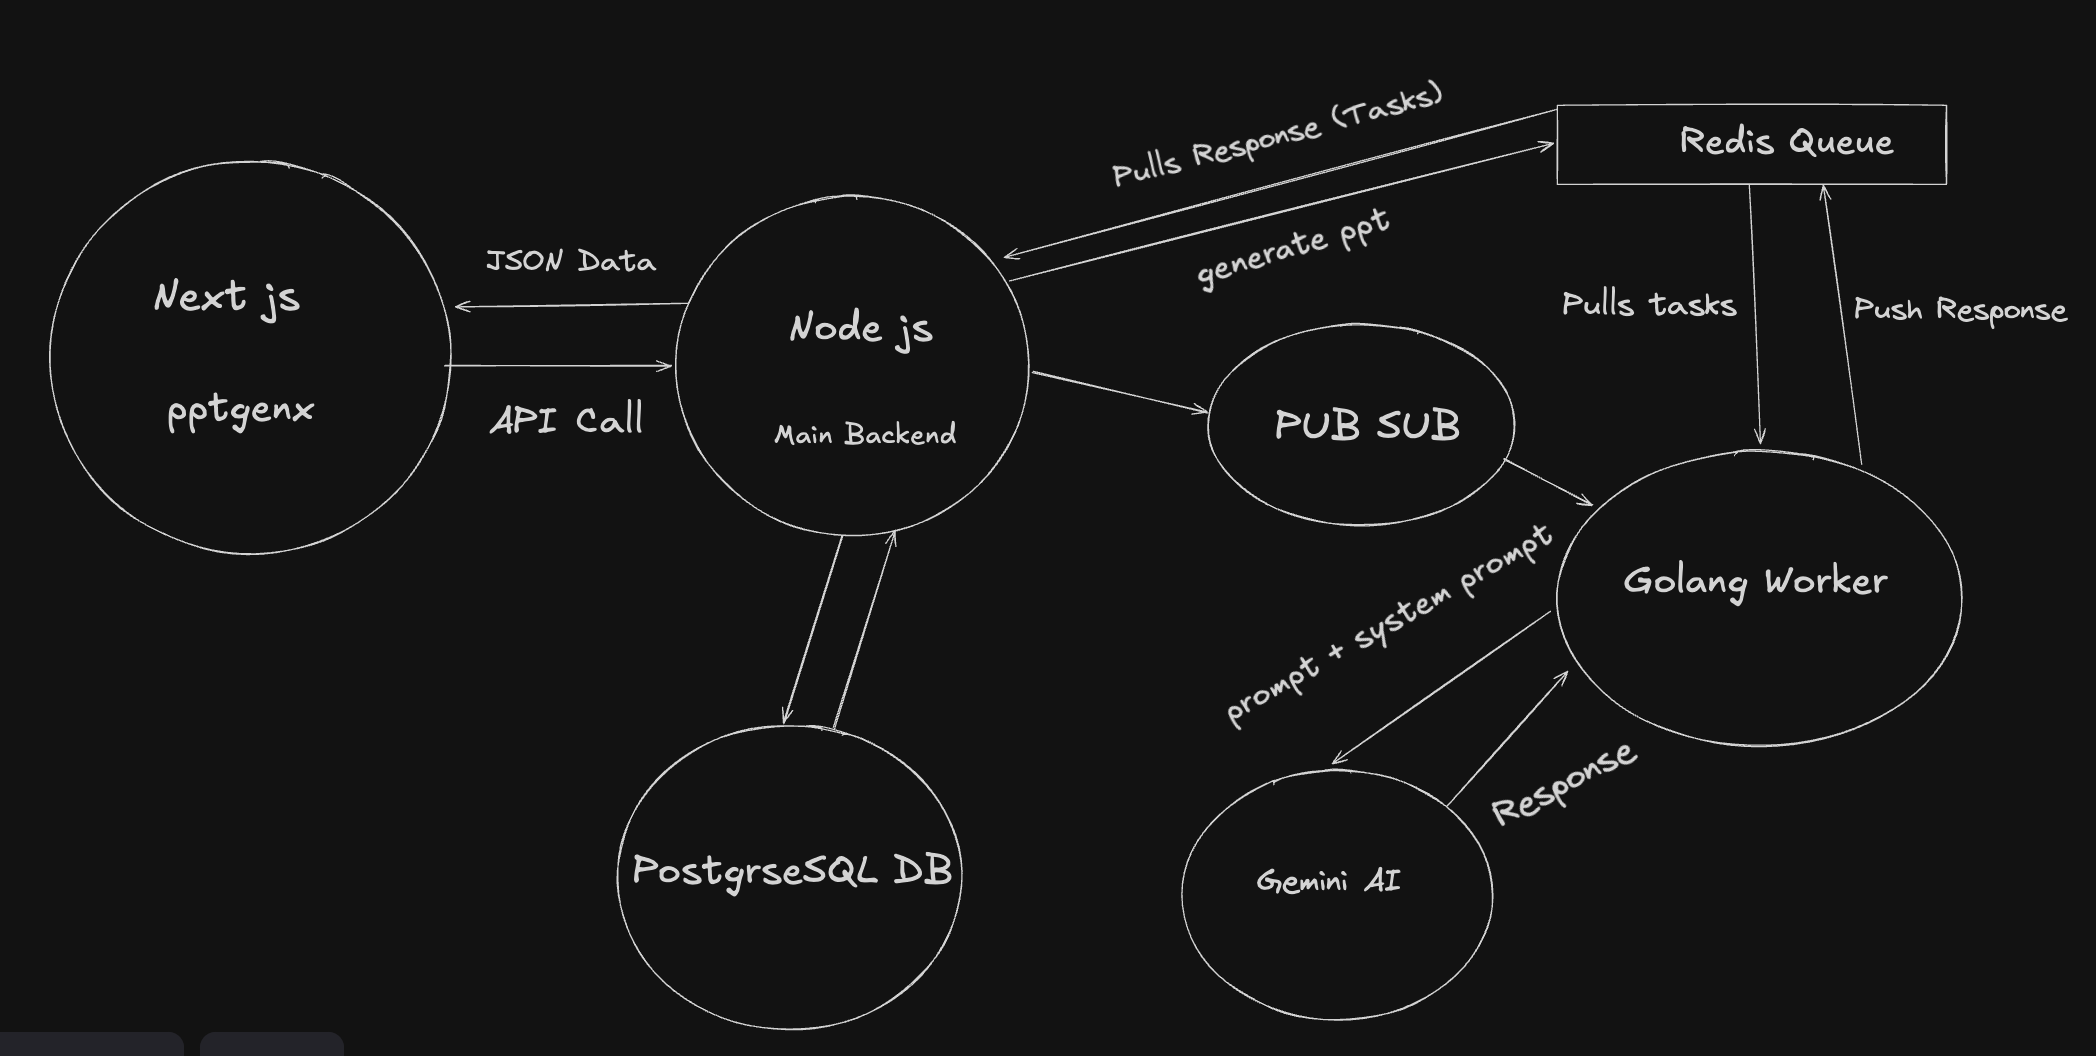 Pulls Response (Tasks)
Redis Queue
generate ppt
JSON Data
Next js
pptgenx
API Call
Node js
Main Backend
Pulls tasks
Push Response
PUB SUB
Golang Worker
prompt + system prompt
Response
PostgrseSQL DB
Gemini AI